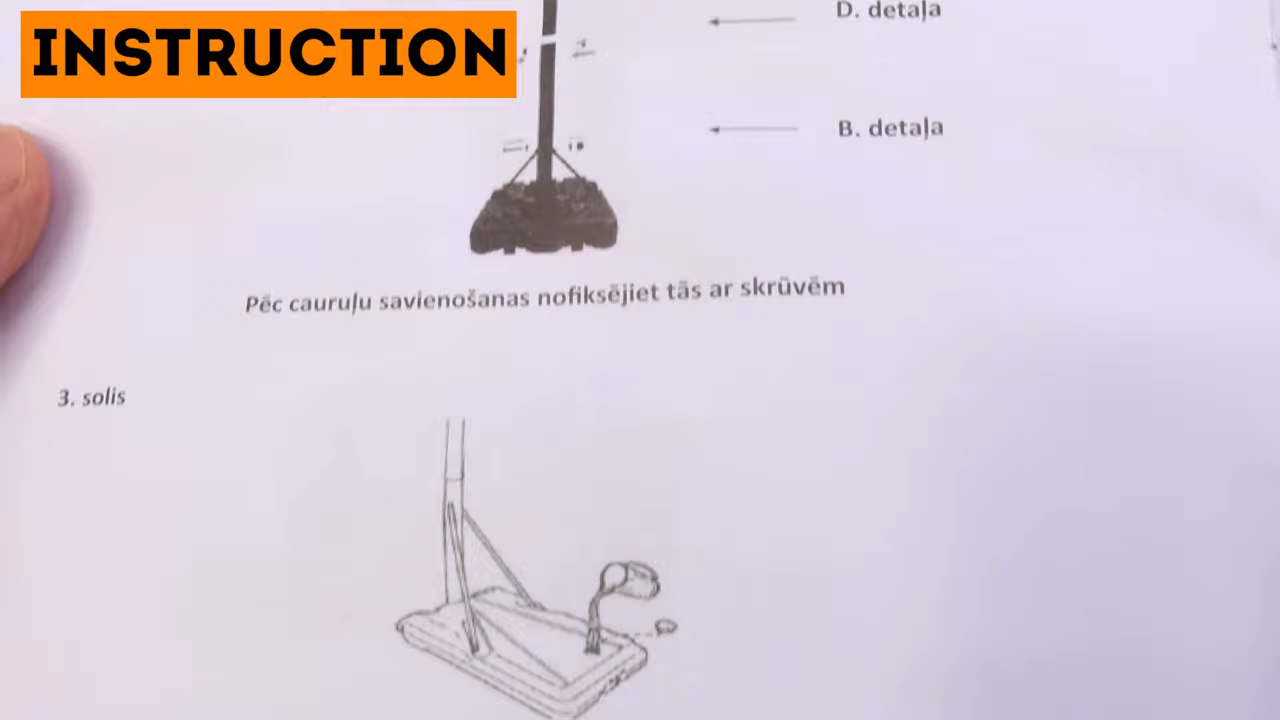 INSTRUCTION
D. detaļa
B. detaļa
Pēc cauruļu savienošanas nofiksējiet tās ar skrūvēm
3. solis